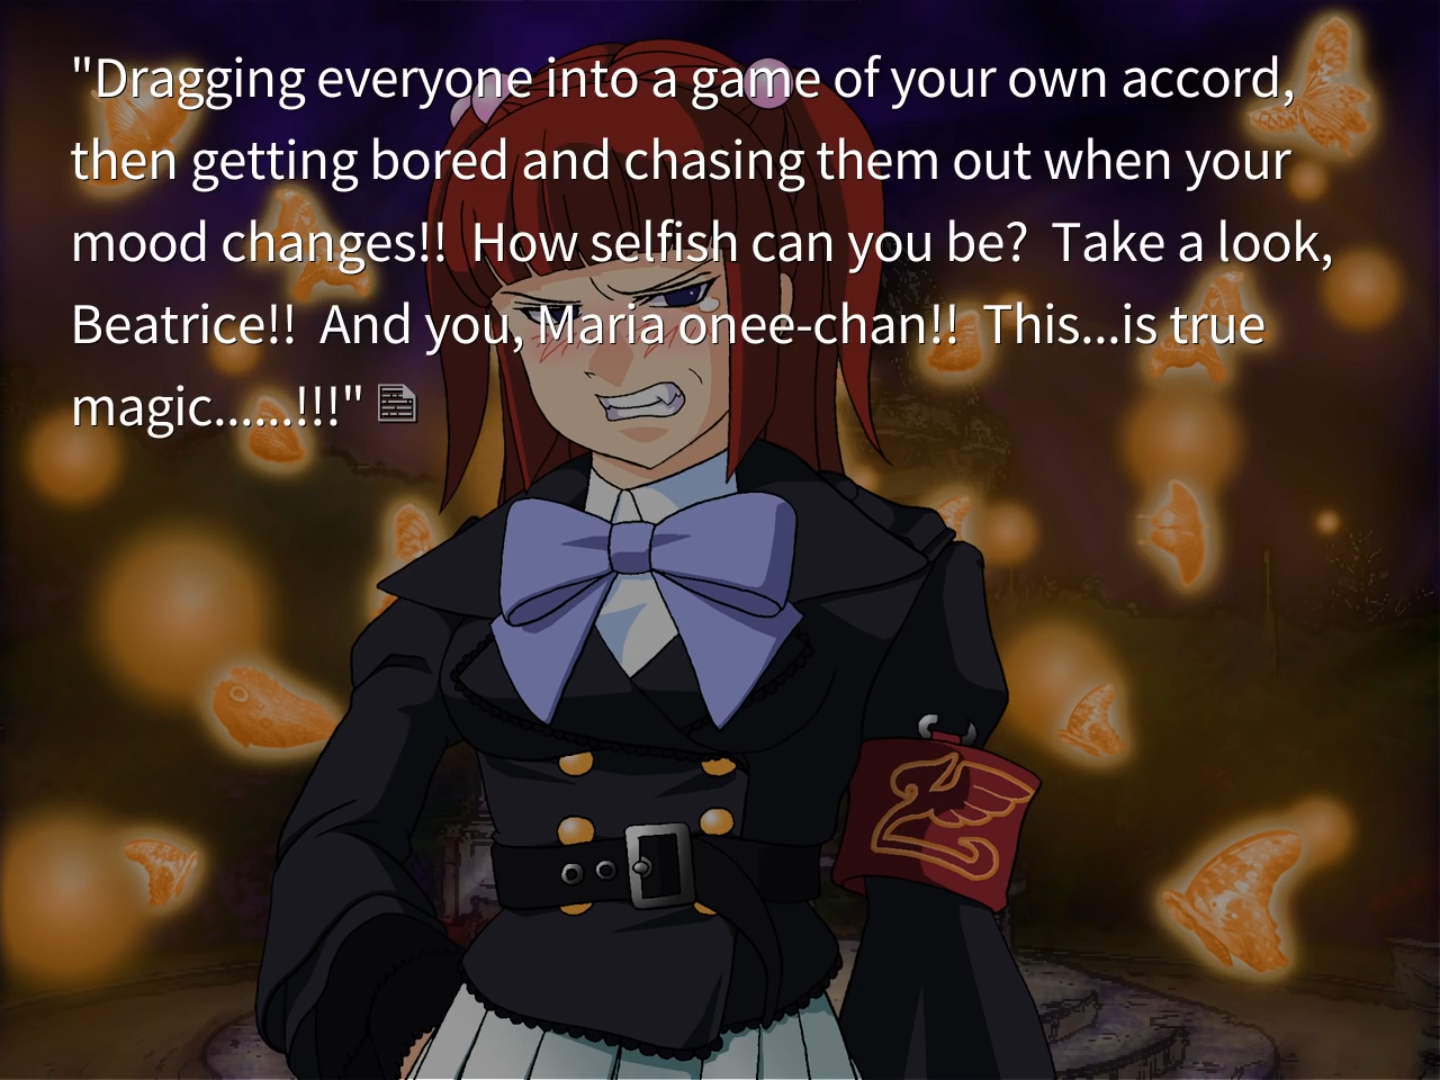 "Dragging everyone into a game of your own accord,
then getting bored and chasing them out when your
mood changes!!  How selfish can you be?  Take a look,
Beatrice!!  And you, Maria onee-chan!!  This...is true
magic......!!!"